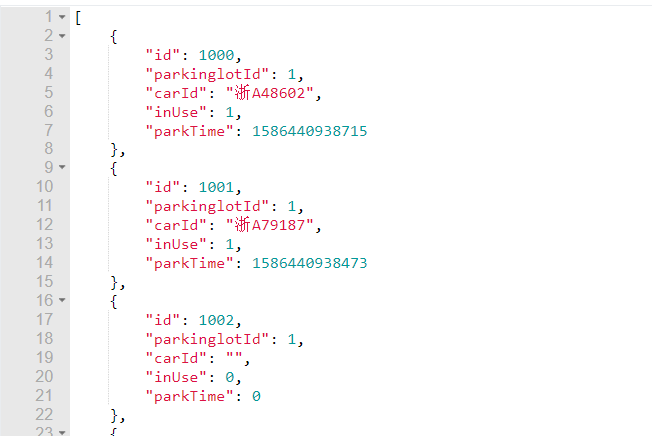 1 [
2 {
3 "id": 1000,
4 "parkinglotId": 1,
5 "carId": "浙A48602",
6 "inUse": 1,
7 "parkTime": 1586440938715
8 },
9 {
10 "id": 1001,
11 "parkinglotId": 1,
12 "carId": "浙A79187",
13 "inUse": 1,
14 "parkTime": 1586440938473
15 },
16 {
17 "id": 1002,
18 "parkinglotId": 1,
19 "carId": "",
20 "inUse": 0,
21 "parkTime": 0
22 },
23 {